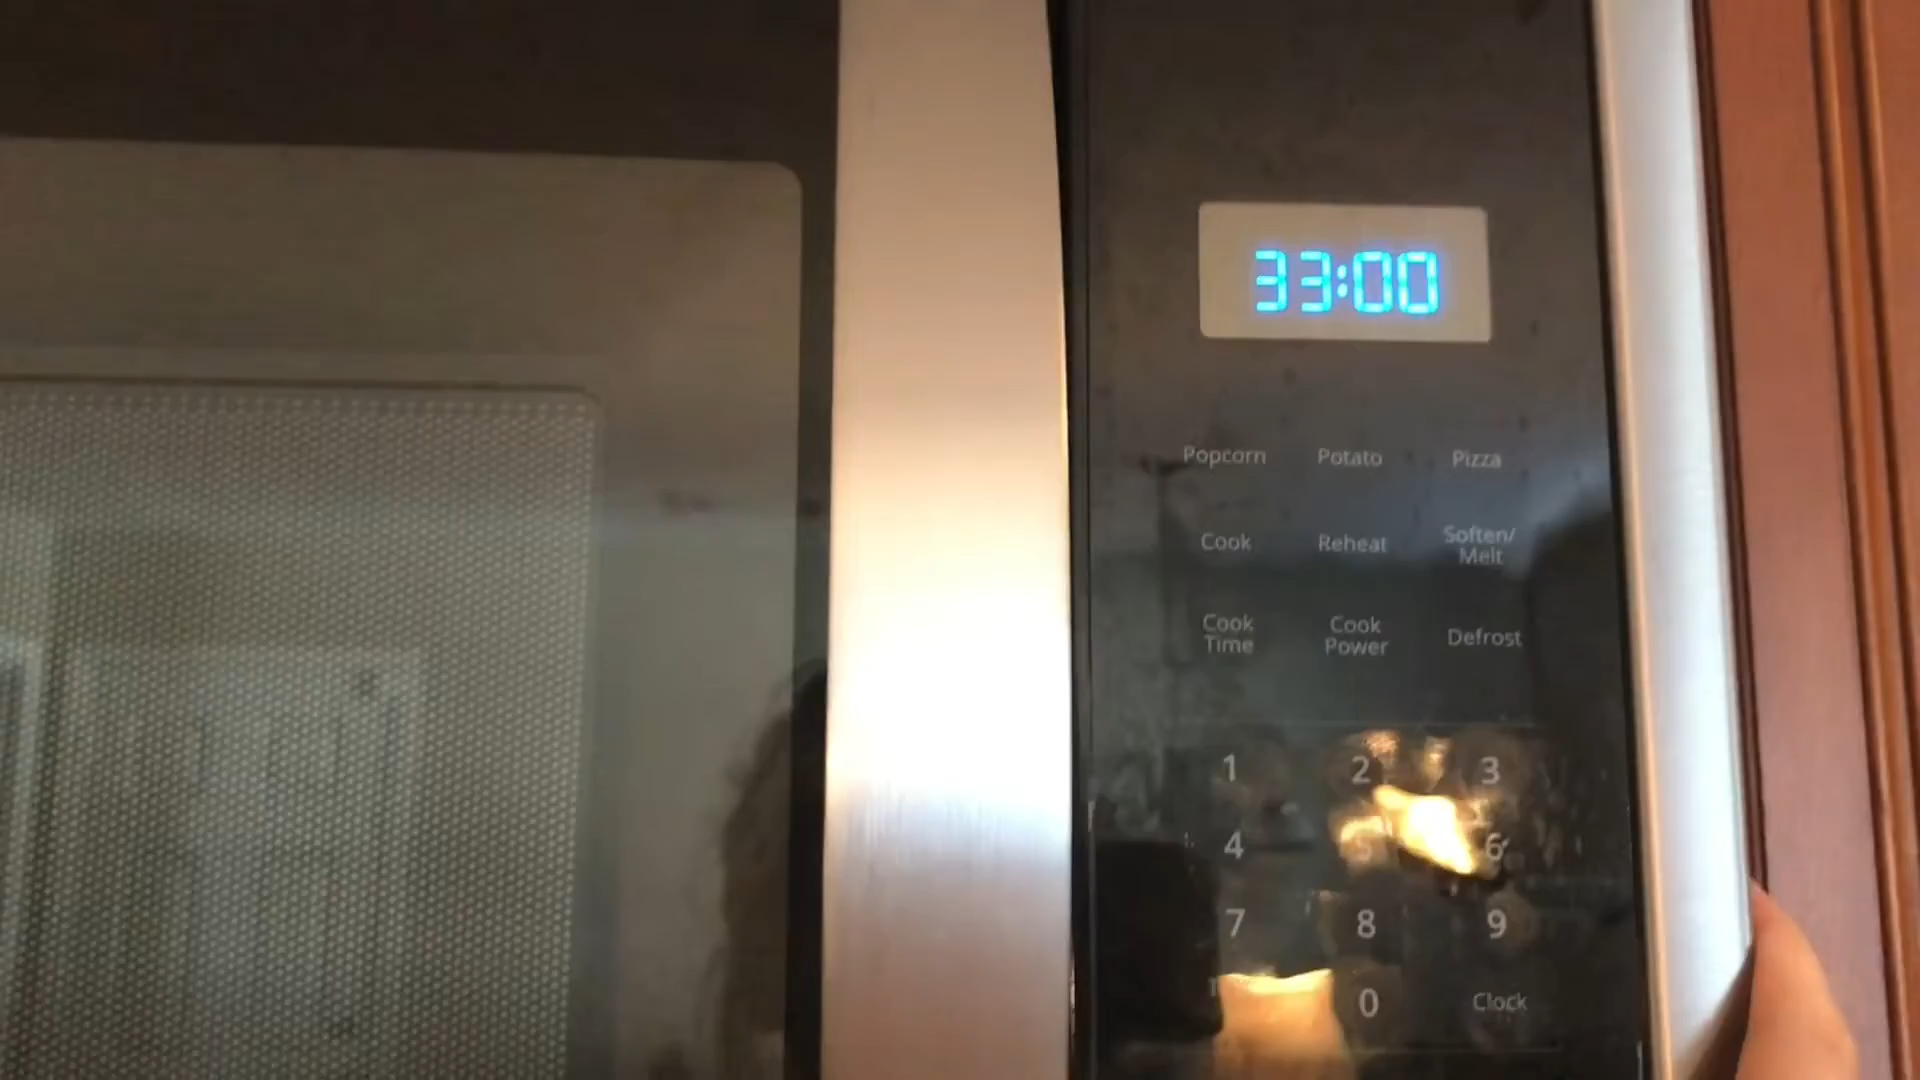 33:00
Popcorn Potato Pizza
Cook Reheat Soften/
Melt
Cook Cook Defrost
Time Power
1 2 3
4 5 6
7 8 9
0 Clock